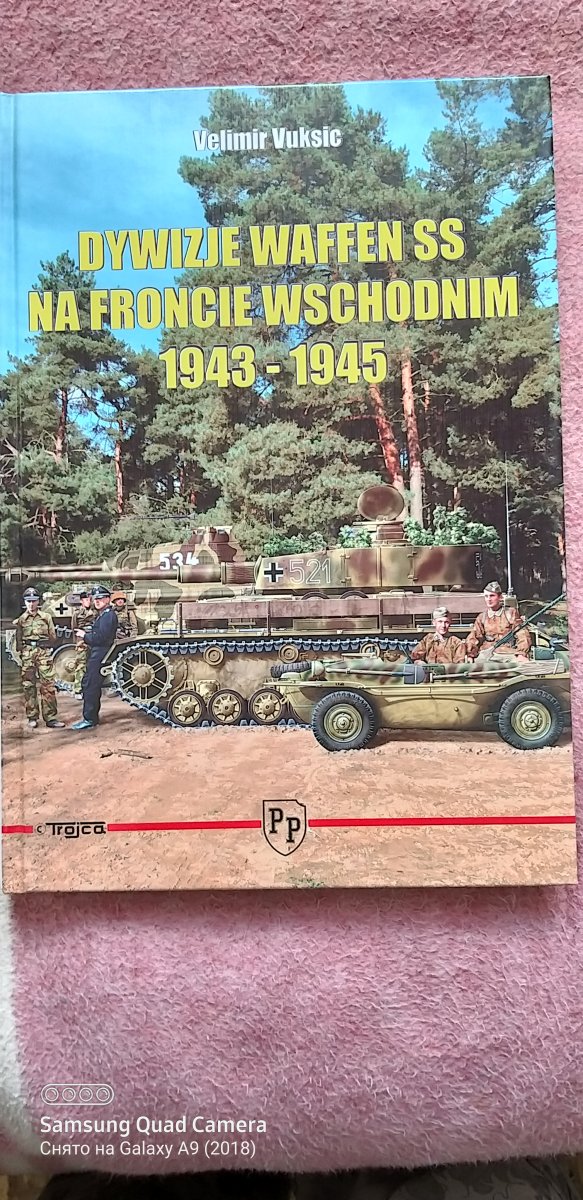 Velimir Vuksic
DYWIZJE WAFFEN SS
NA FRONCIE WSCHODNIM
1943 - 1945
534
521
© Trojca
PP
Samsung Quad Camera
Снято на Galaxy A9 (2018)